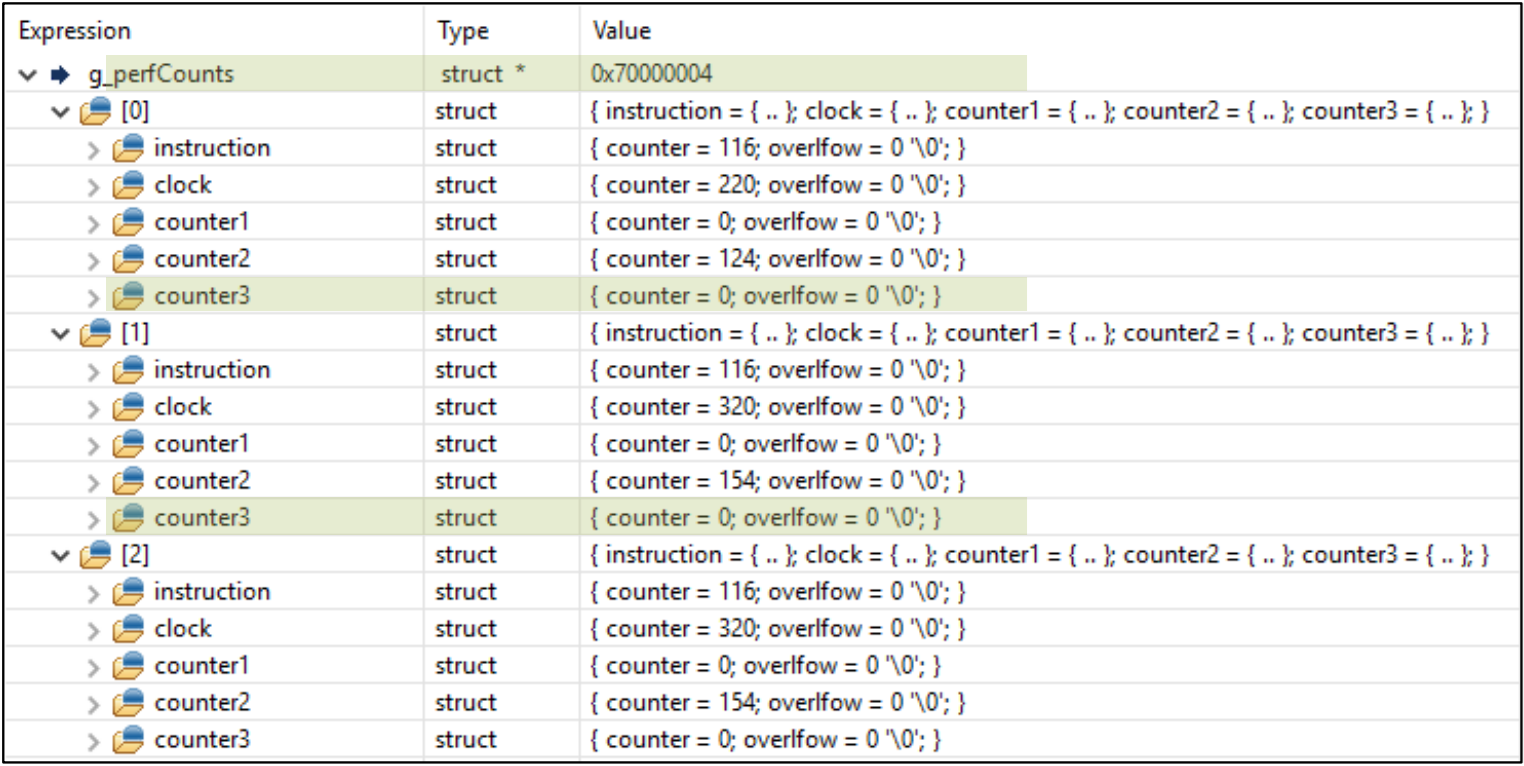 Expression Type Value
g_perfCounts struct * 0x70000004
[0] struct { instruction = { .. }; clock = { .. }; counter1 = { .. }; counter2 = { .. }; counter3 = { .. }; }
instruction struct { counter = 116; overlfow = 0 '\0'; }
clock struct { counter = 220; overlfow = 0 '\0'; }
counter1 struct { counter = 0; overlfow = 0 '\0'; }
counter2 struct { counter = 124; overlfow = 0 '\0'; }
counter3 struct { counter = 0; overlfow = 0 '\0'; }
[1] struct { instruction = { .. }; clock = { .. }; counter1 = { .. }; counter2 = { .. }; counter3 = { .. }; }
instruction struct { counter = 116; overlfow = 0 '\0'; }
clock struct { counter = 320; overlfow = 0 '\0'; }
counter1 struct { counter = 0; overlfow = 0 '\0'; }
counter2 struct { counter = 154; overlfow = 0 '\0'; }
counter3 struct { counter = 0; overlfow = 0 '\0'; }
[2] struct { instruction = { .. }; clock = { .. }; counter1 = { .. }; counter2 = { .. }; counter3 = { .. }; }
instruction struct { counter = 116; overlfow = 0 '\0'; }
clock struct { counter = 320; overlfow = 0 '\0'; }
counter1 struct { counter = 0; overlfow = 0 '\0'; }
counter2 struct { counter = 154; overlfow = 0 '\0'; }
counter3 struct { counter = 0; overlfow = 0 '\0'; }